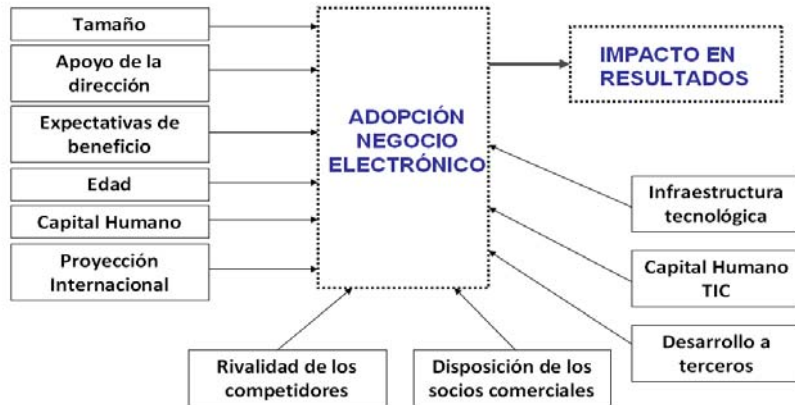 Tamaño
Apoyo de la
dirección
Expectativas de
beneficio
Edad
Capital Humano
Proyección
Internacional
ADOPCIÓN
NEGOCIO
ELECTRÓNICO
IMPACTO EN
RESULTADOS
Infraestructura
tecnológica
Capital Humano
TIC
Desarrollo a
terceros
Rivalidad de los
competidores
Disposición de los
socios comerciales